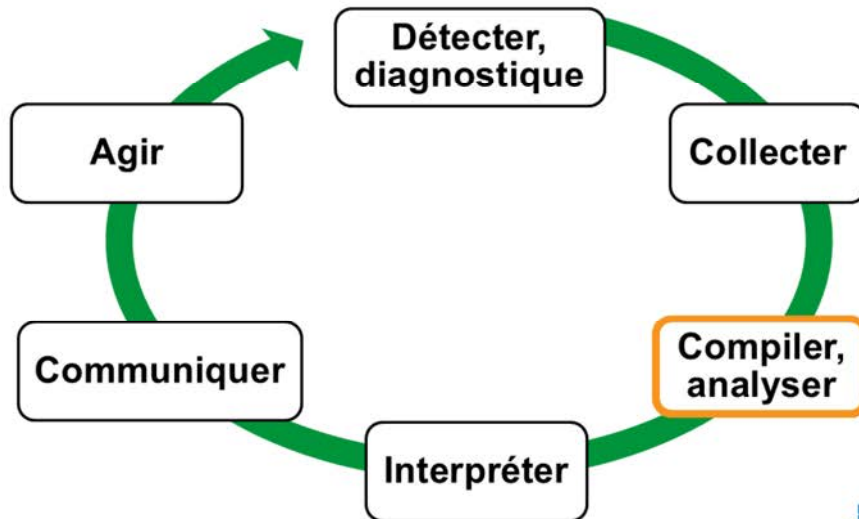 Détecter,
diagnostique
Collecter
Compiler,
analyser
Interpréter
Communiquer
Agir